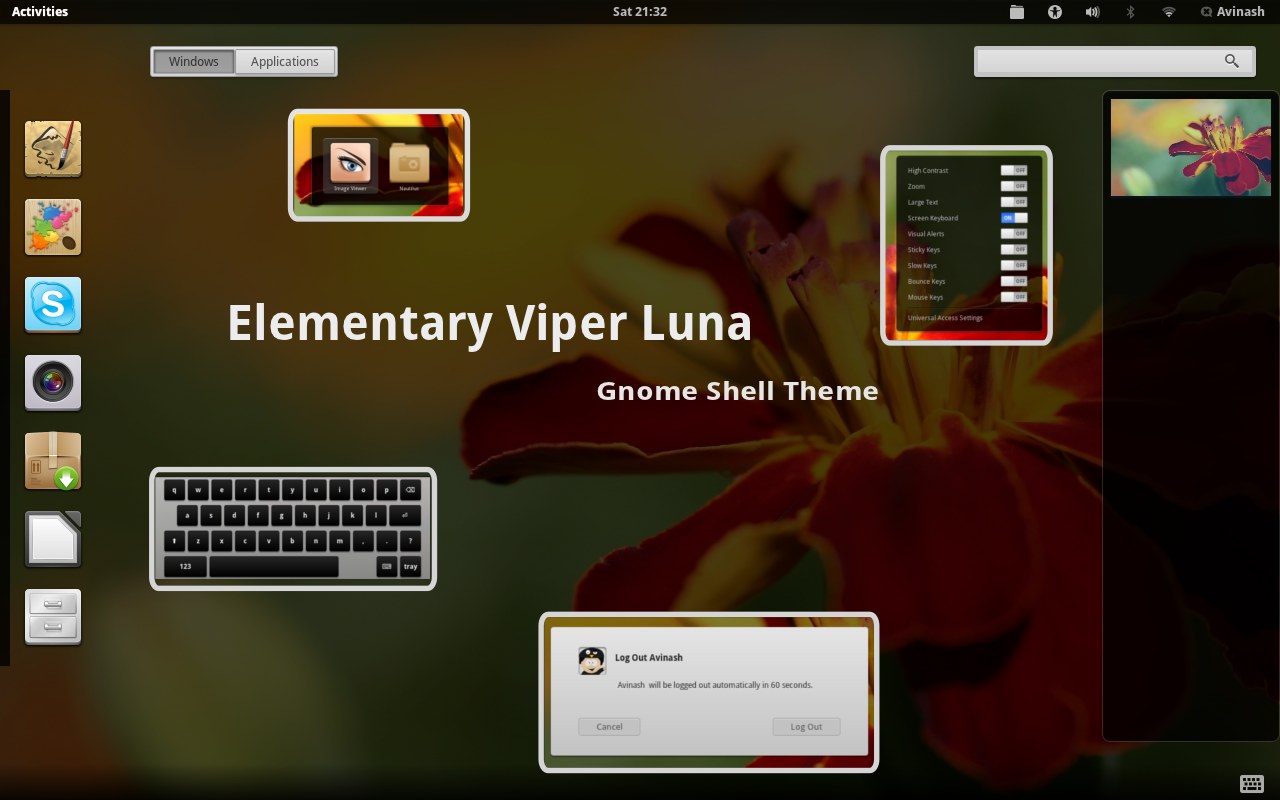 Activities
Sat 21:32
Avinash
Windows
Applications
Image Viewer
Nautilus
High Contrast OFF
Zoom OFF
Large Text OFF
Screen Keyboard ON
Visual Alerts OFF
Sticky Keys OFF
Slow Keys OFF
Bounce Keys OFF
Mouse Keys OFF
Universal Access Settings
S
Elementary Viper Luna
Gnome Shell Theme
q w e r t y u i o p
a s d f g h j k l
z x c v b n m , . ?
123 tray
Log Out Avinash
Avinash will be logged out automatically in 60 seconds.
Cancel
Log Out